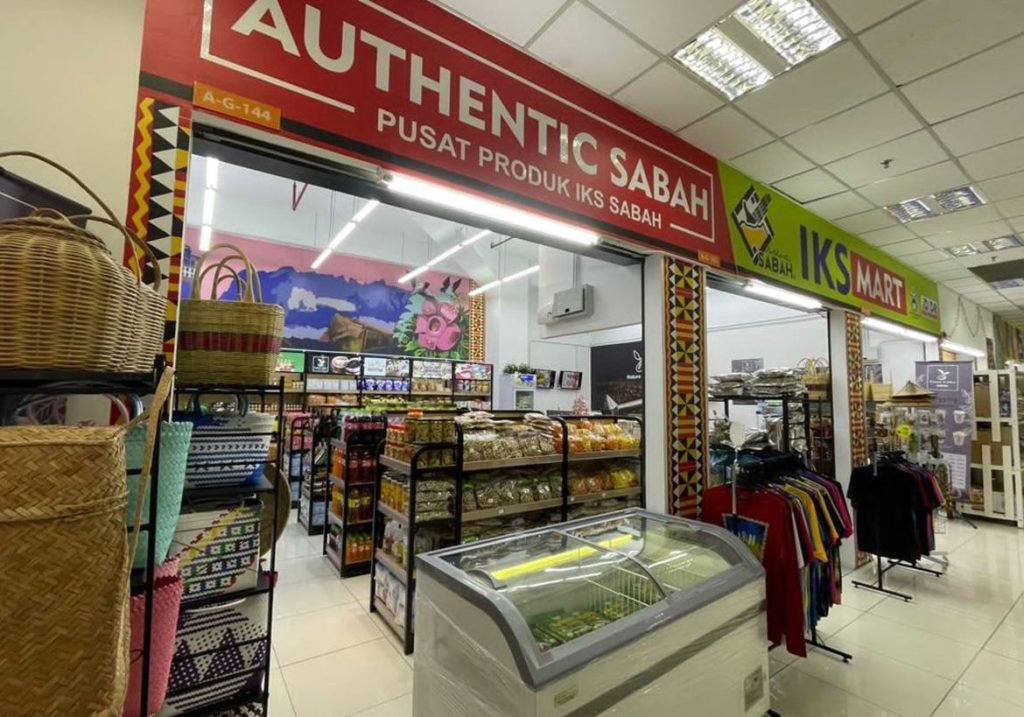 AUTHENTIC SABAH
A-G-144
PUSAT PRODUK IKS SABAH
SABAH
IKS MART